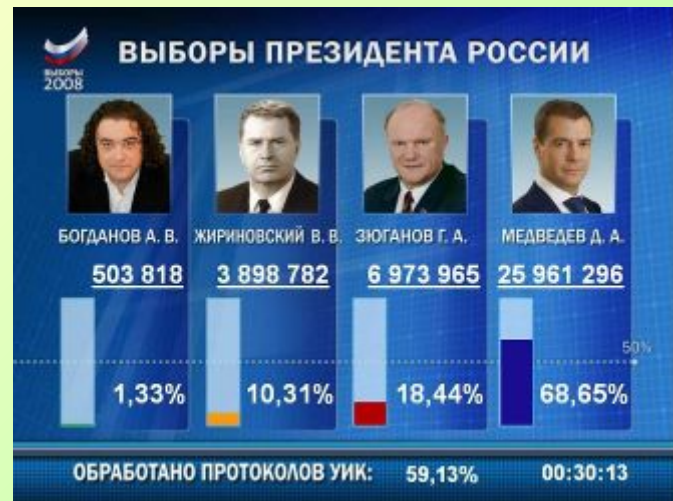 ВЫБОРЫ ПРЕЗИДЕНТА РОССИИ
ВЫБОРЫ
2008
БОГДАНОВ А. В. ЖИРИНОВСКИЙ В. В. ЗЮГАНОВ Г. А. МЕДВЕДЕВ Д. А.
503 818 3 898 782 6 973 965 25 961 296
50%
1,33% 10,31% 18,44% 68,65%
ОБРАБОТАНО ПРОТОКОЛОВ УИК: 59,13% 00:30:13